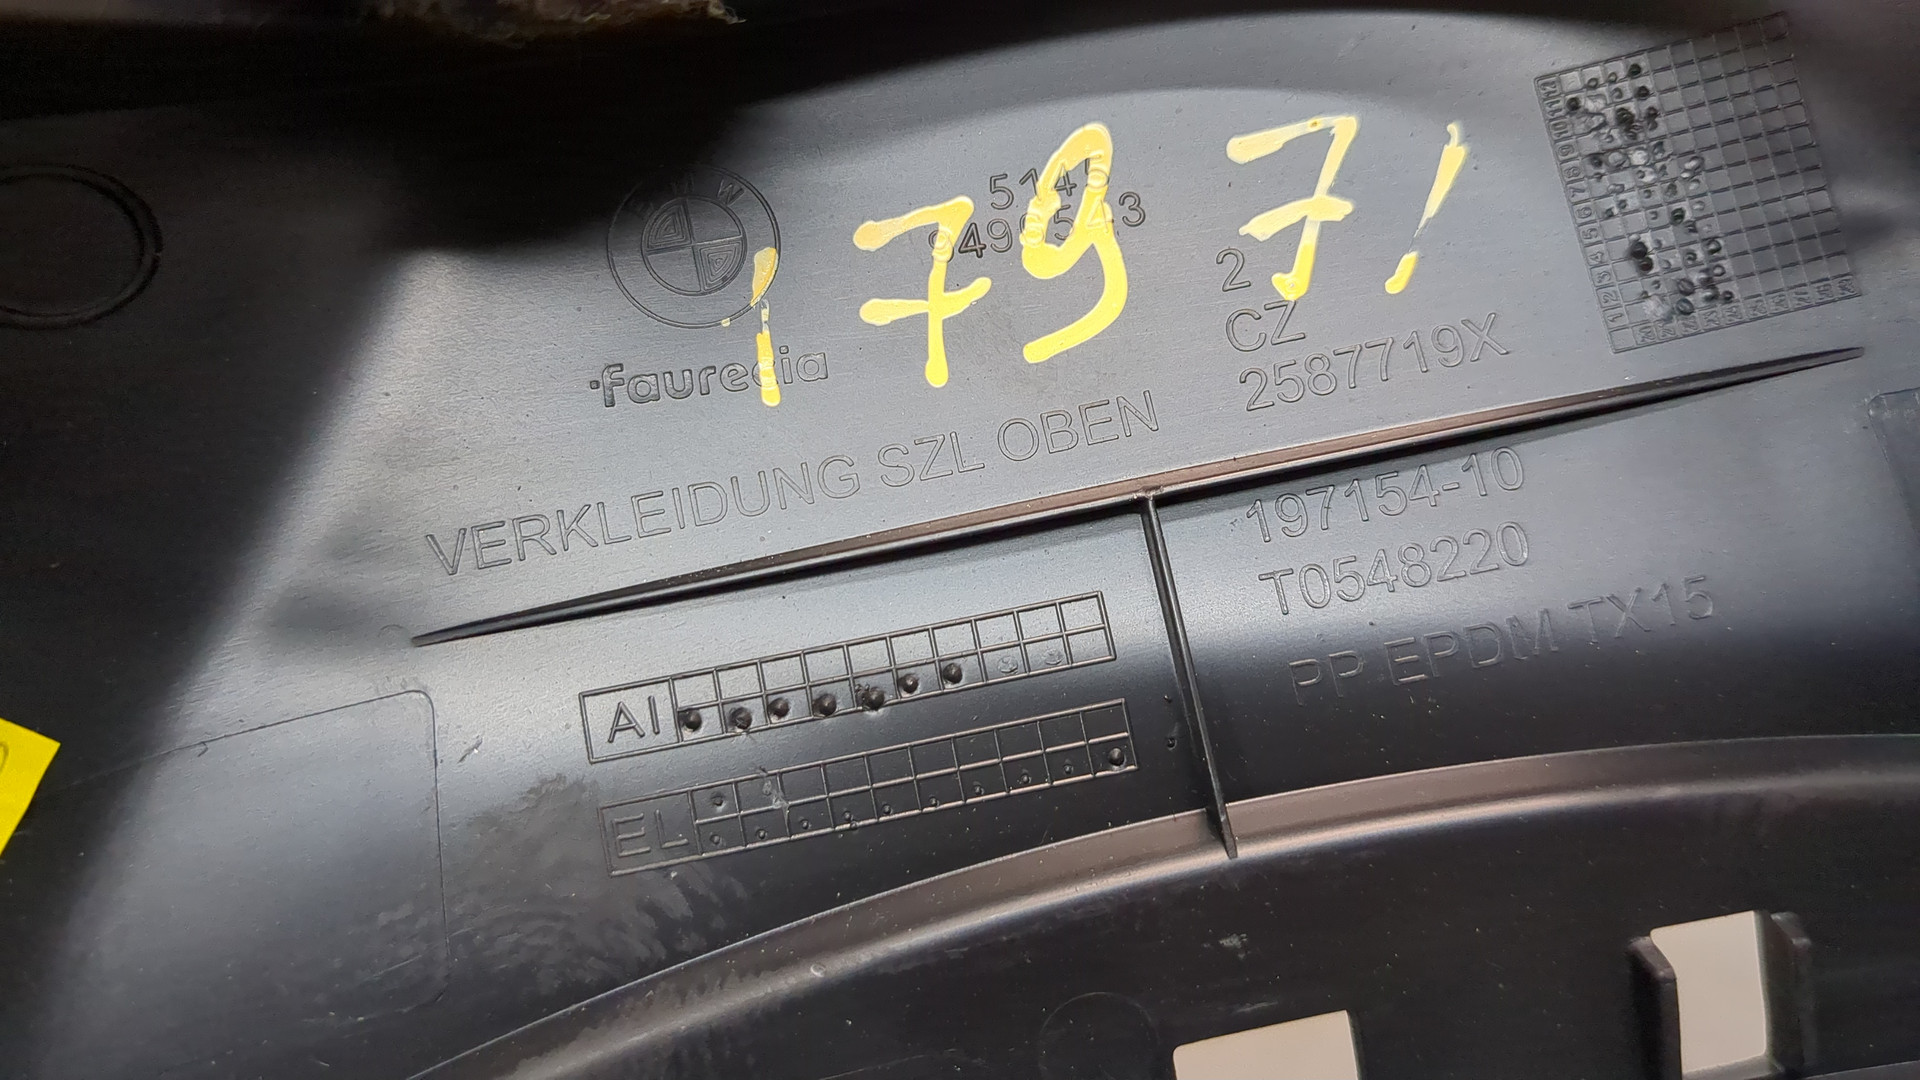 BMW
5145
faurecia
2
CZ
2587719X
1797!
VERKLEIDUNG SZL OBEN
197154-10
T0548220
PP EPDM TX15
AI
EL